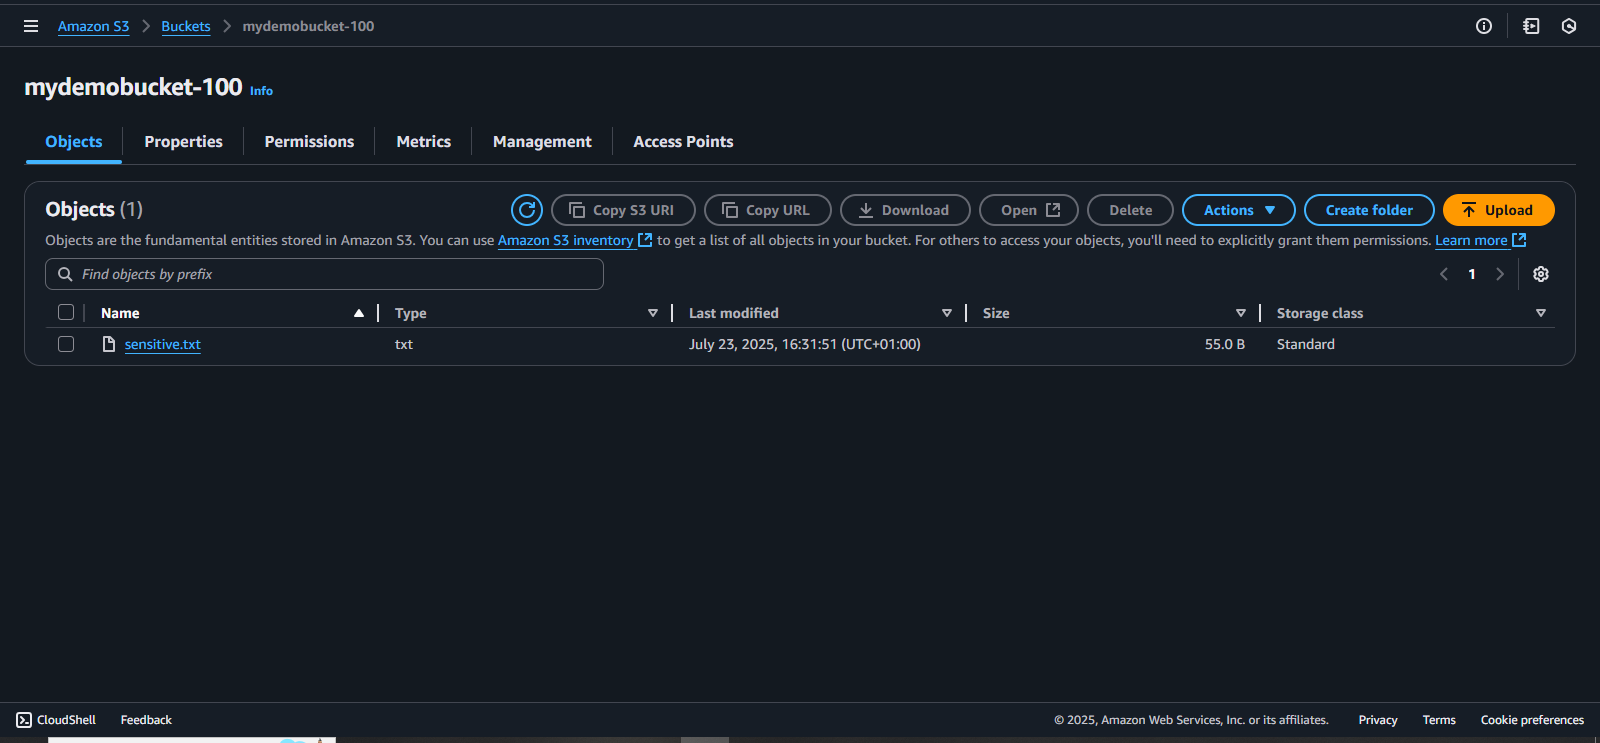 Amazon S3 > Buckets > mydemobucket-100
mydemobucket-100 Info
Objects Properties Permissions Metrics Management Access Points
Objects (1) Copy S3 URI Copy URL Download Open Delete Actions Create folder Upload
Objects are the fundamental entities stored in Amazon S3. You can use Amazon S3 inventory to get a list of all objects in your bucket. For others to access your objects, you'll need to explicitly grant them permissions. Learn more
Find objects by prefix 1
Name Type Last modified Size Storage class
sensitive.txt txt July 23, 2025, 16:31:51 (UTC+01:00) 55.0 B Standard
CloudShell Feedback © 2025, Amazon Web Services, Inc. or its affiliates. Privacy Terms Cookie preferences